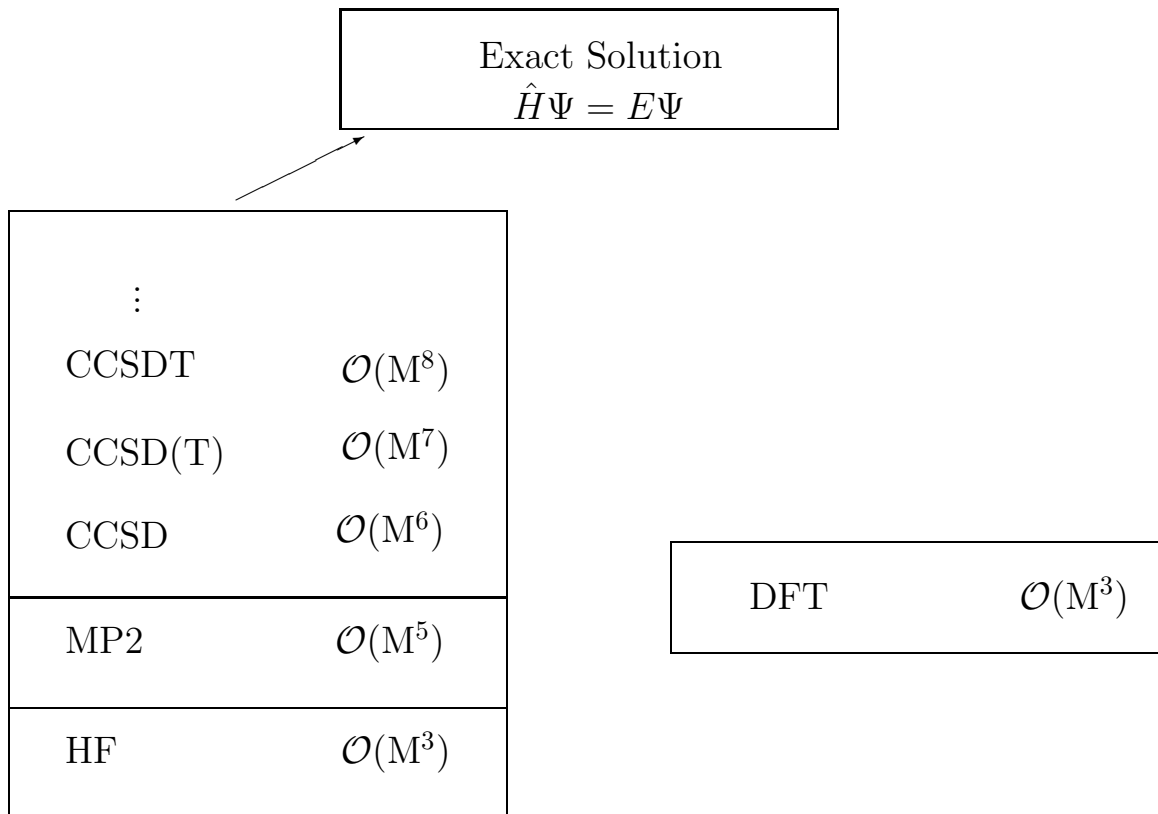 Exact Solution
ĤΨ = EΨ
⋮
CCSDT 𝒪(M⁸)
CCSD(T) 𝒪(M⁷)
CCSD 𝒪(M⁶)
MP2 𝒪(M⁵)
HF 𝒪(M³)
DFT 𝒪(M³)